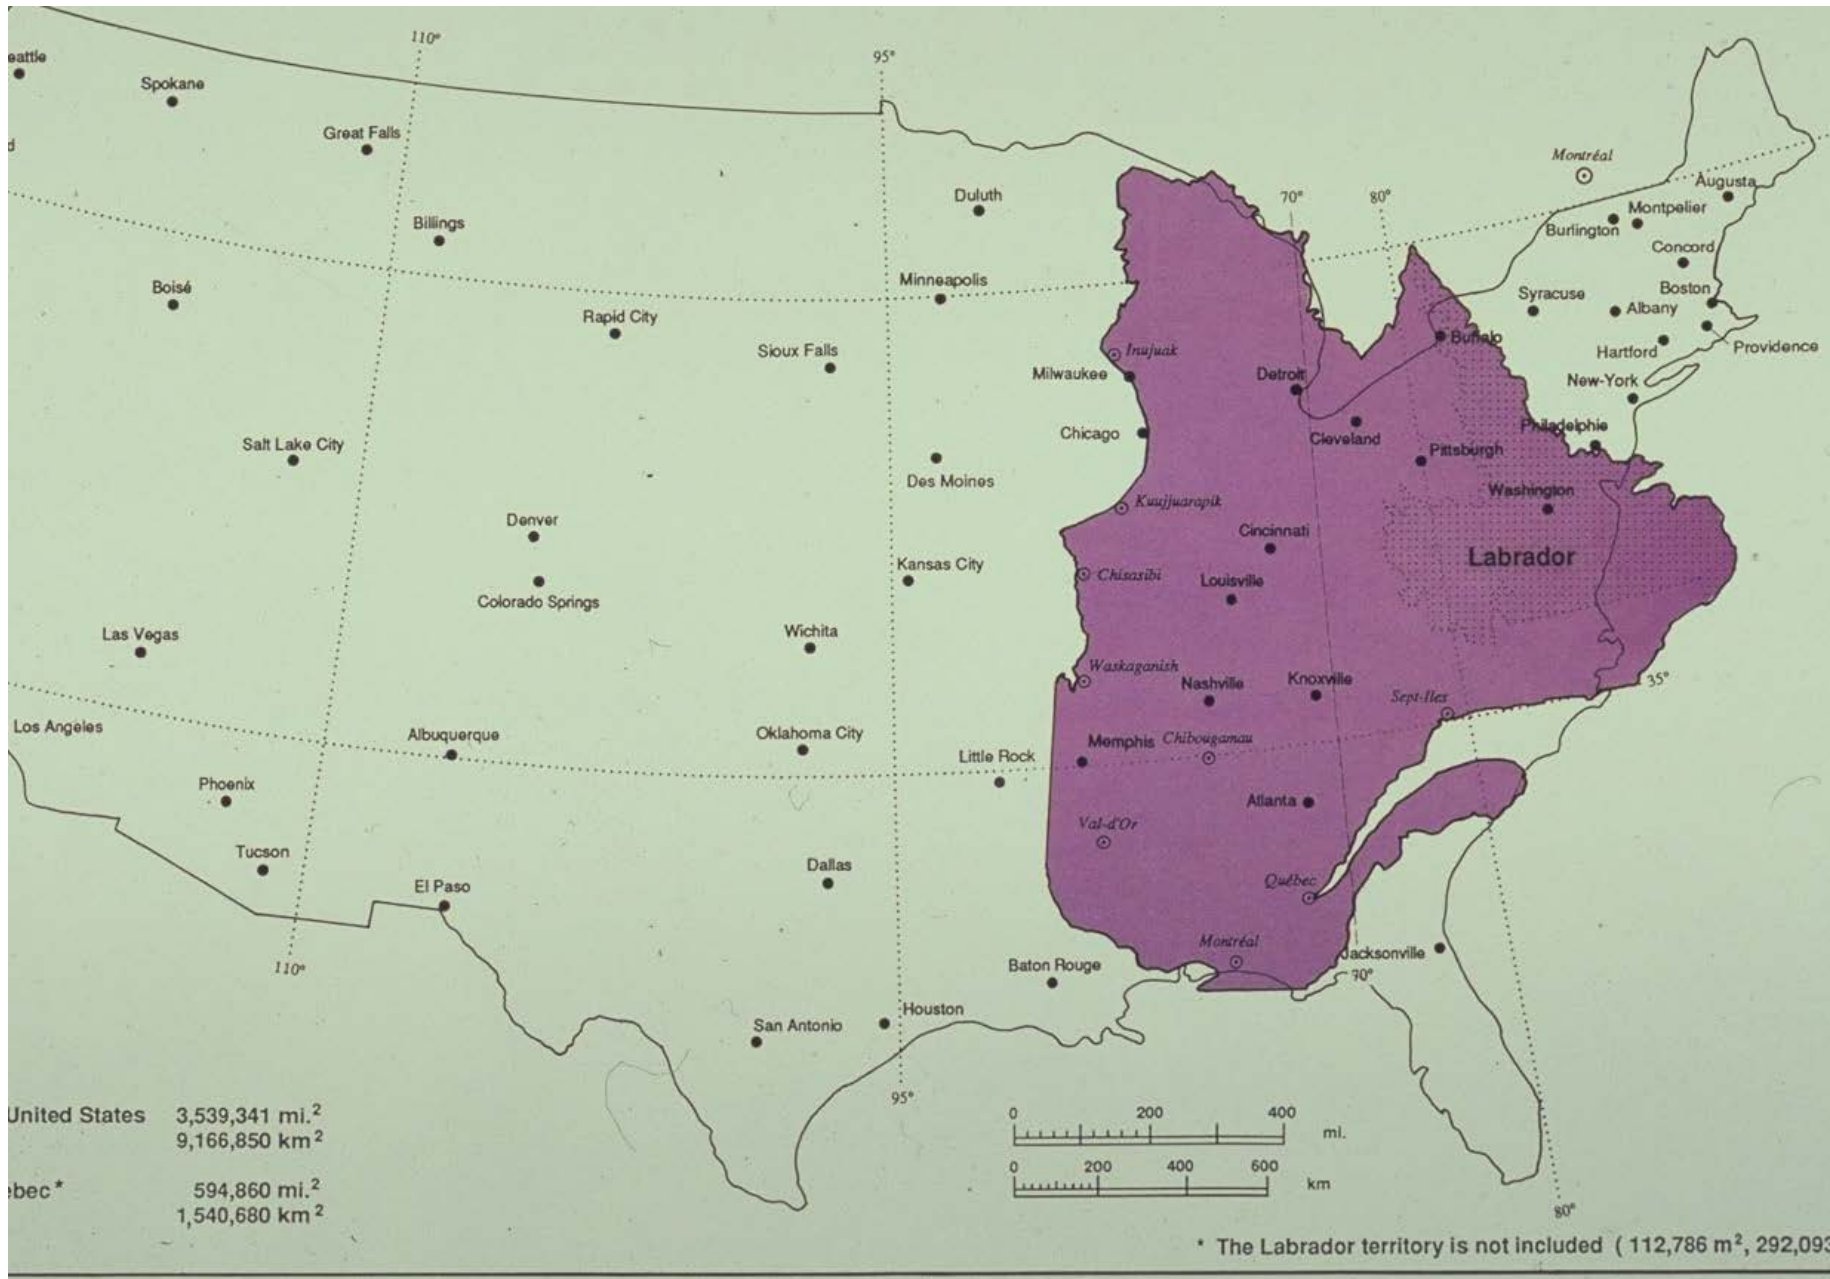 110°
95°
eattle
Spokane
Great Falls
d
Montréal
Duluth
70°
80°
Augusta
Billings
Montpelier
Burlington
Concord
Boisé
Minneapolis
Syracuse
Boston
Rapid City
Albany
Buffalo
Sioux Falls
Inujuak
Hartford
Providence
Milwaukee
Detroit
New-York
Salt Lake City
Chicago
Cleveland
Philadelphie
Pittsburgh
Des Moines
Washington
Kuujjuarapik
Denver
Cincinnati
Labrador
Kansas City
Chisasibi
Louisville
Colorado Springs
Las Vegas
Wichita
Waskaganish
Nashville
Knoxville
Sept-Iles
35°
Los Angeles
Albuquerque
Oklahoma City
Little Rock
Memphis
Chibougamau
Phoenix
Atlanta
Val-d'Or
Tucson
Dallas
El Paso
Québec
Montréal
Jacksonville
110°
Baton Rouge
70°
San Antonio
Houston
95°
United States 3,539,341 mi.²
9,166,850 km²
0 200 400
mi.
0 200 400 600
km
ebec* 594,860 mi.²
1,540,680 km²
80°
* The Labrador territory is not included ( 112,786 m², 292,093